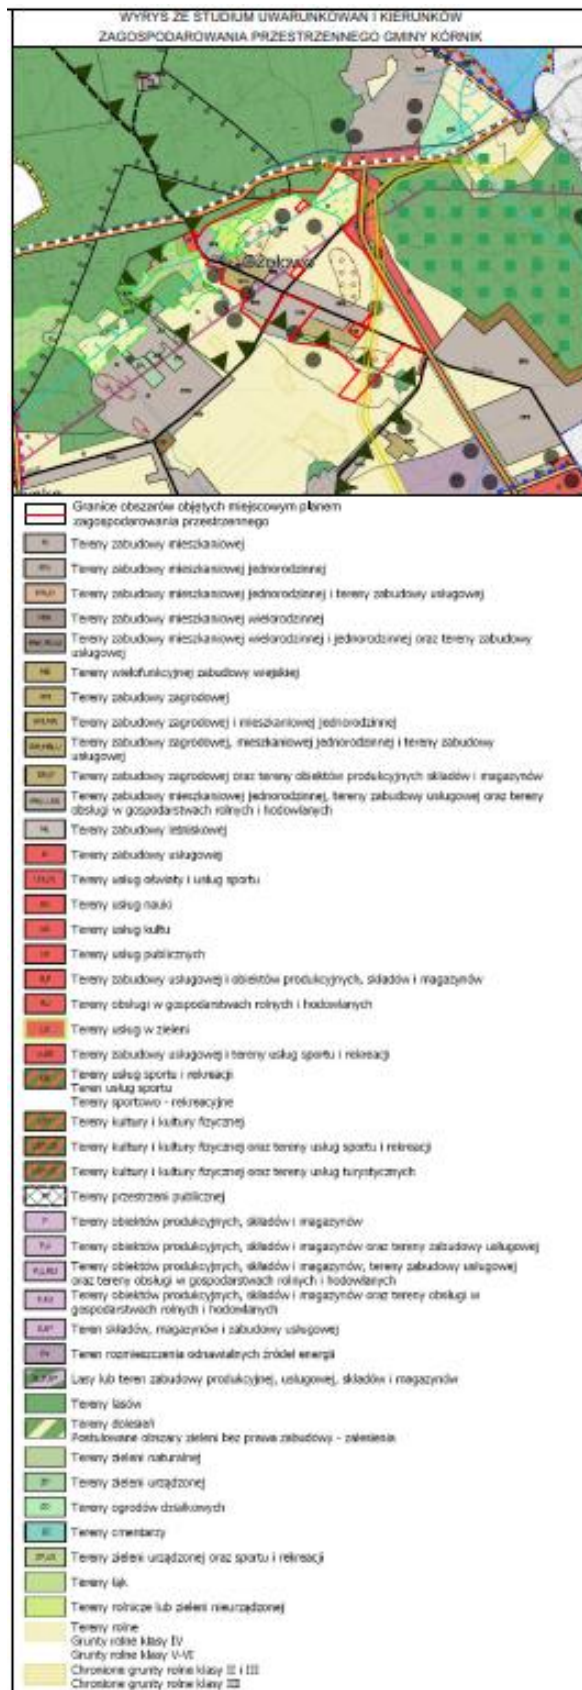 WYRYS ZE STUDIUM UWARUNKOWAŃ I KIERUNKÓW
ZAGOSPODAROWANIA PRZESTRZENNEGO GMINY KÓRNIK
Granice obszarów objętych miejscowym planem
zagospodarowania przestrzennego
Tereny zabudowy mieszkaniowej
Tereny zabudowy mieszkaniowej jednorodzinnej
Tereny zabudowy mieszkaniowej jednorodzinnej i tereny zabudowy usługowej
Tereny zabudowy mieszkaniowej wielorodzinnej
Tereny zabudowy mieszkaniowej wielorodzinnej i jednorodzinnej oraz tereny zabudowy
usługowej
Tereny wielofunkcyjnej zabudowy wiejskiej
Tereny zabudowy zagrodowej
Tereny zabudowy zagrodowej i mieszkaniowej jednorodzinnej
Tereny zabudowy zagrodowej, mieszkaniowej jednorodzinnej i tereny zabudowy
usługowej
Tereny zabudowy zagrodowej oraz tereny obiektów produkcyjnych składów i magazynów
Tereny zabudowy mieszkaniowej jednorodzinnej, tereny zabudowy usługowej oraz tereny
obsługi w gospodarstwach rolnych i hodowlanych
Tereny zabudowy letniskowej
Tereny zabudowy usługowej
Tereny usług oświaty i usług sportu
Tereny usług nauki
Tereny usług kultu
Tereny usług publicznych
Tereny zabudowy usługowej i obiektów produkcyjnych, składów i magazynów
Tereny obsługi w gospodarstwach rolnych i hodowlanych
Tereny usług w zieleni
Tereny zabudowy usługowej i tereny usług sportu i rekreacji
Tereny usług sportu i rekreacji
Teren usług sportu
Tereny sportowo - rekreacyjne
Tereny kultury i kultury fizycznej
Tereny kultury i kultury fizycznej oraz tereny usług sportu i rekreacji
Tereny kultury i kultury fizycznej oraz tereny usług turystycznych
Tereny przestrzeni publicznej
Tereny obiektów produkcyjnych, składów i magazynów
Tereny obiektów produkcyjnych, składów i magazynów oraz tereny zabudowy usługowej
Tereny obiektów produkcyjnych, składów i magazynów, tereny zabudowy usługowej
oraz tereny obsługi w gospodarstwach rolnych i hodowlanych
Tereny obiektów produkcyjnych, składów i magazynów oraz tereny obsługi w
gospodarstwach rolnych i hodowlanych
Teren składów, magazynów i zabudowy usługowej
Teren rozmieszczenia odnawialnych źródeł energii
Lasy lub teren zabudowy produkcyjnej, usługowej, składów i magazynów
Tereny lasów
Tereny dolesień
Postulowane obszary zieleni bez prawa zabudowy - zalesienia
Tereny zieleni naturalnej
Tereny zieleni urządzonej
Tereny ogrodów działkowych
Tereny cmentarzy
Tereny zieleni urządzonej oraz sportu i rekreacji
Tereny łąk
Tereny rolnicze lub zieleni nieurządzonej
Tereny rolne
Grunty rolne klasy IV
Grunty rolne klasy V-VI
Chronione grunty rolne klasy II i III
Chronione grunty rolne klasy III